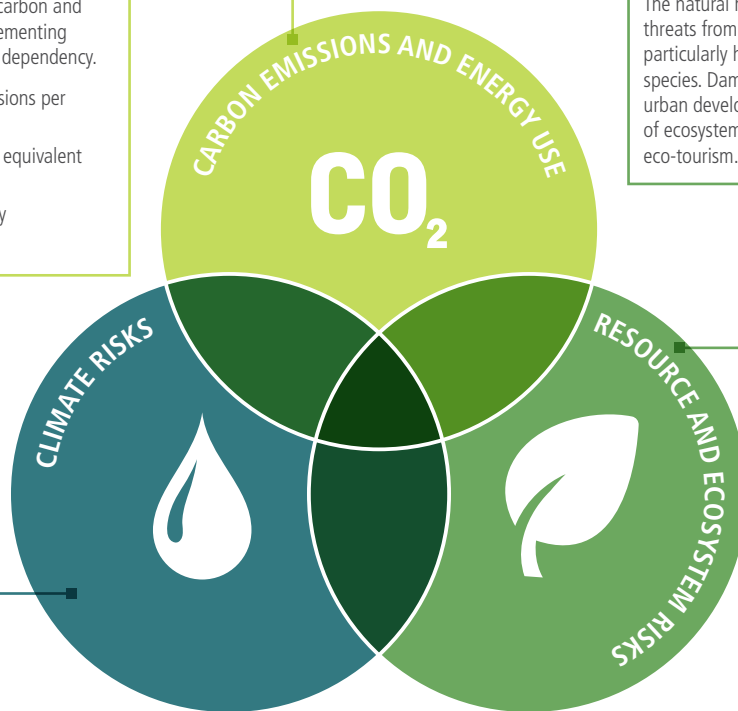 carbon and
ementing
dependency.
sions per
equivalent
y
The natural h
threats from
particularly h
species. Dam
urban develo
of ecosystem
eco-tourism.
CARBON EMISSIONS AND ENERGY USE
CO₂
CLIMATE RISKS
RESOURCE AND ECOSYSTEM RISKS